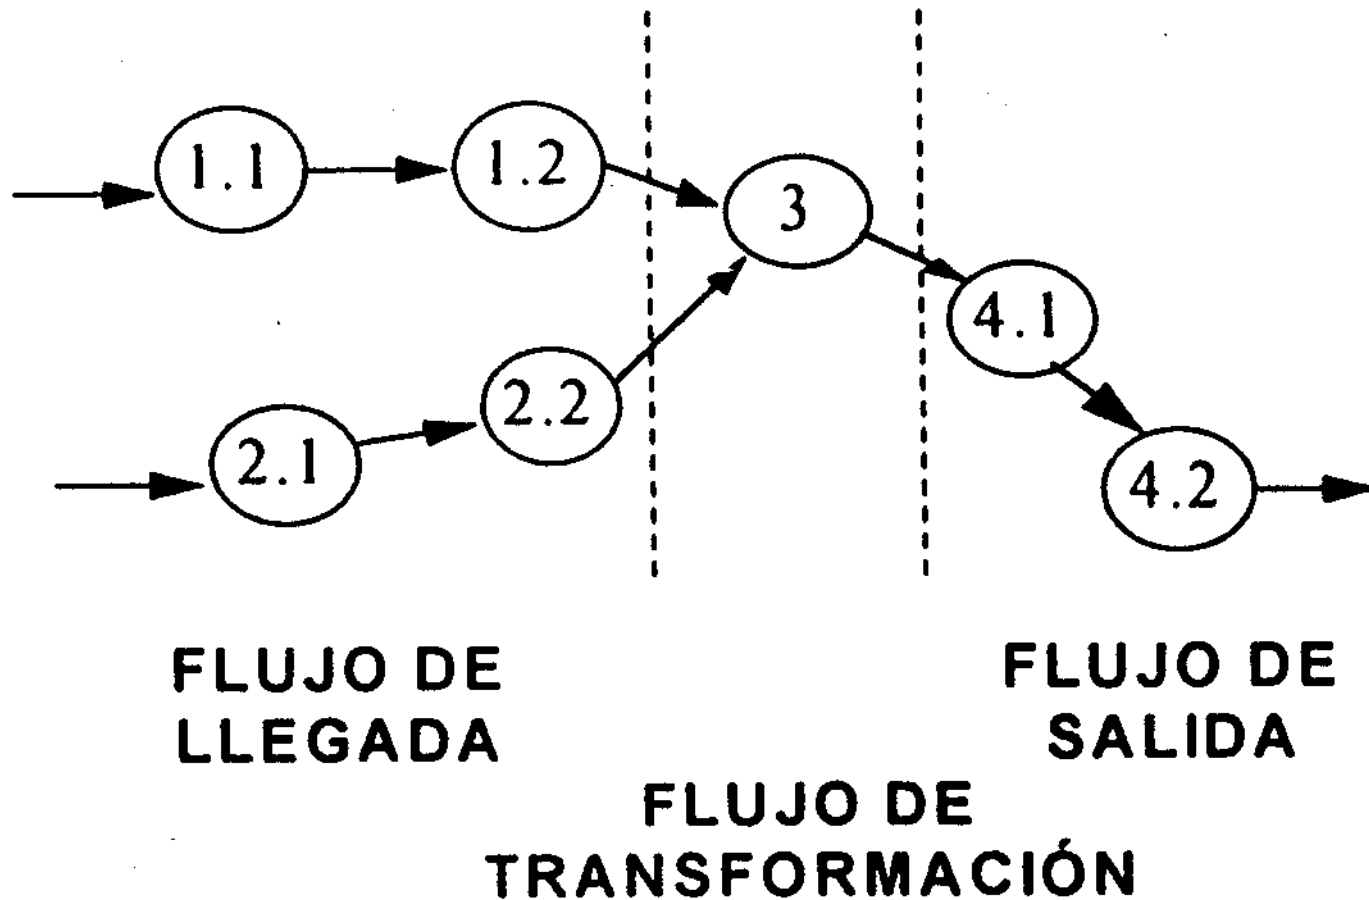 1.1
1.2
3
4.1
2.2
2.1
4.2
FLUJO DE
LLEGADA
FLUJO DE
SALIDA
FLUJO DE
TRANSFORMACIÓN